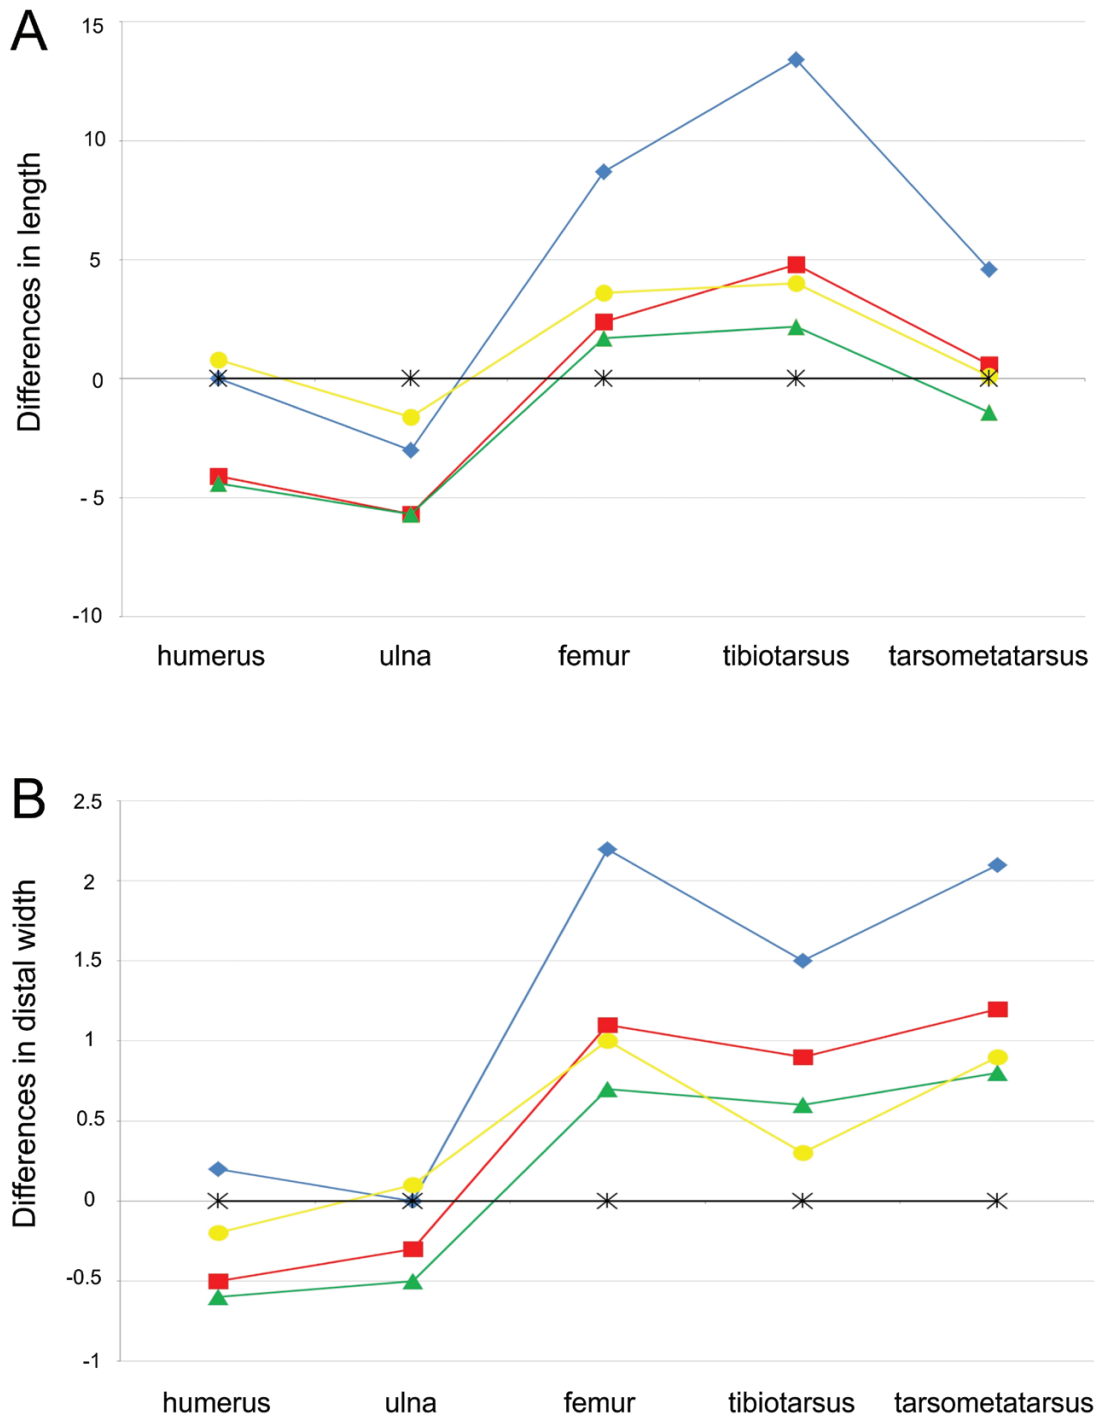 A
Differences in length
15
10
5
0
- 5
-10
humerus ulna femur tibiotarsus tarsometatarsus
B
Differences in distal width
2.5
2
1.5
1
0.5
0
-0.5
-1
humerus ulna femur tibiotarsus tarsometatarsus